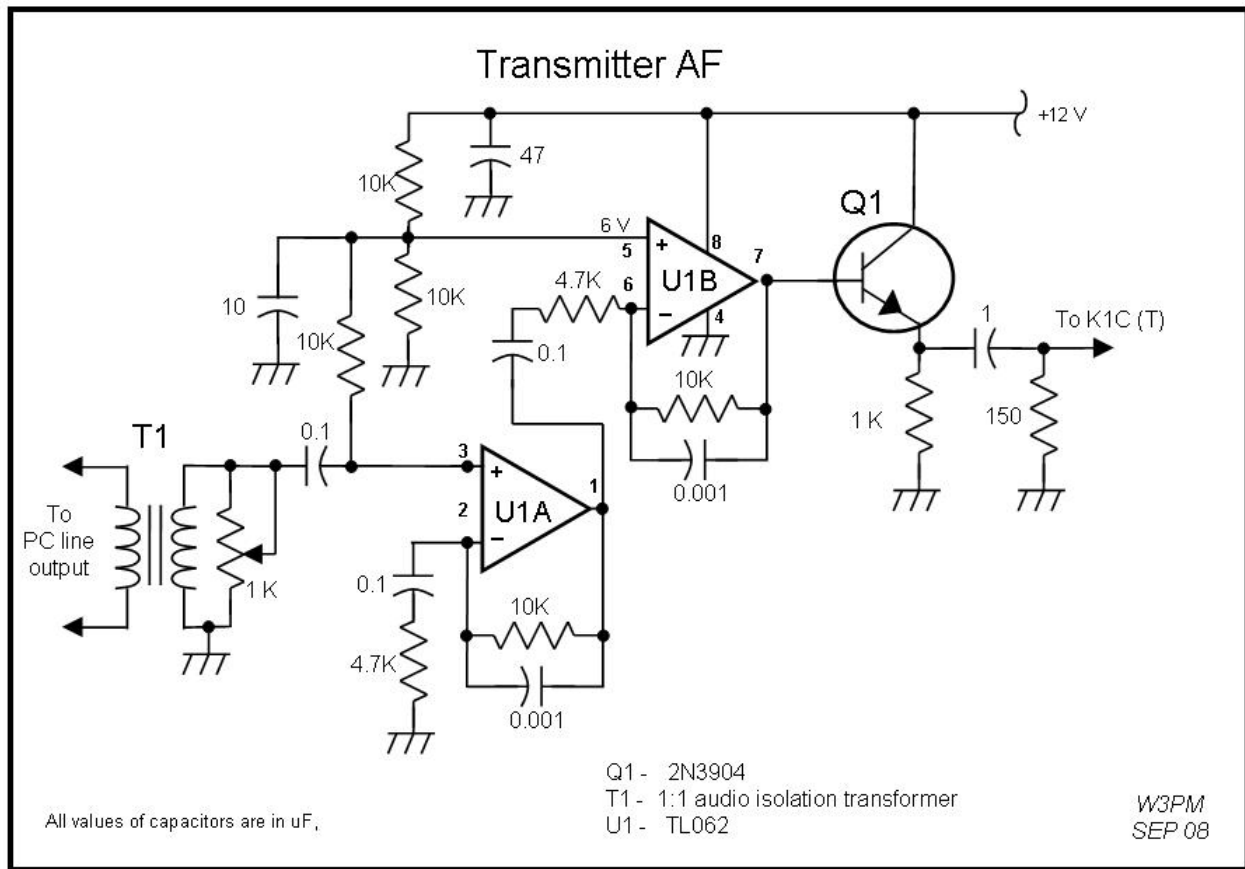 Transmitter AF
+12 V
47
10K
Q1
6 V
5
+
8
7
U1B
4.7K
6
−
4
10
10K
10K
0.1
1
To K1C (T)
10K
1 K
150
T1
0.1
0.001
3
+
1
2
U1A
−
To
PC line
output
1 K
0.1
10K
4.7K
0.001
Q1 - 2N3904
T1 - 1:1 audio isolation transformer
U1 - TL062
All values of capacitors are in uF,
W3PM
SEP 08